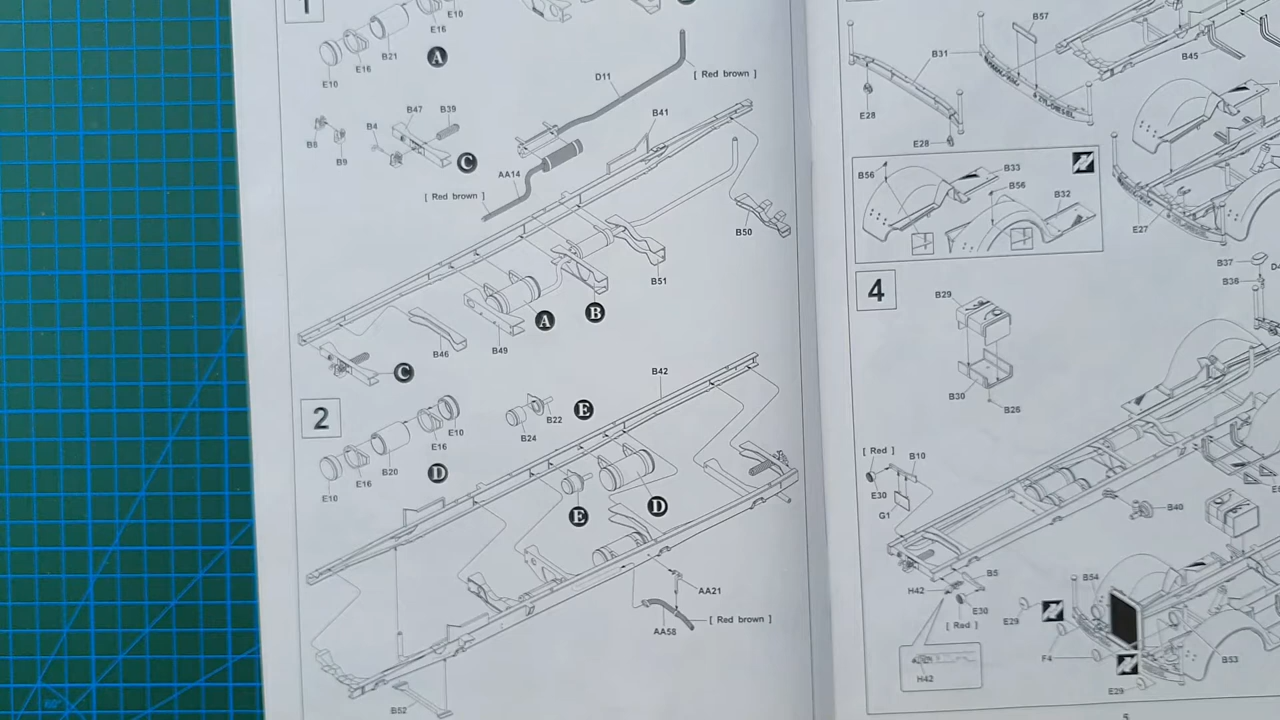 1
E10
E16
B21
E16
E10
A
D11
[ Red brown ]
B8
B9
B4
B47
B39
C
B41
AA14
[ Red brown ]
B50
B51
B
A
B49
B46
C
2
E10
E16
B20
E16
E10
D
B24
B22
E
B42
E
D
AA21
AA58
[ Red brown ]
B52
B57
B31
B45
E28
E28
B56
B33
B56
B32
E27
4
B29
B30
B26
B37
B36
[ Red ]
B10
E30
G1
B40
B5
H42
E30
[ Red ]
H42
B54
E29
F4
B53
E29
5